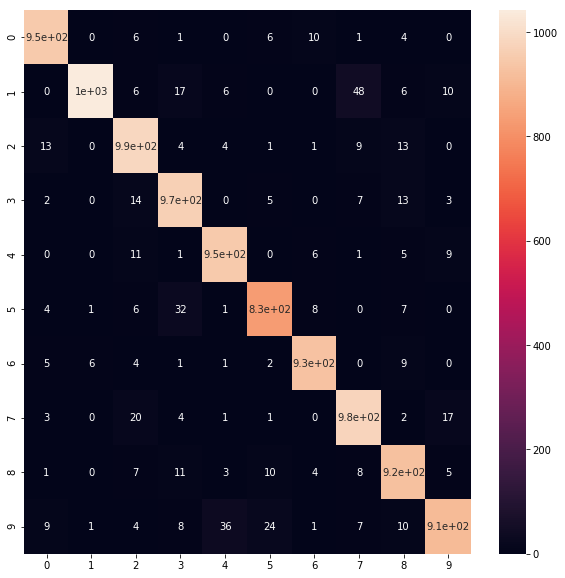 0 9.5e+02 0 6 1 0 6 10 1 4 0
1 0 1e+03 6 17 6 0 0 48 6 10
2 13 0 9.9e+02 4 4 1 1 9 13 0
3 2 0 14 9.7e+02 0 5 0 7 13 3
4 0 0 11 1 9.5e+02 0 6 1 5 9
5 4 1 6 32 1 8.3e+02 8 0 7 0
6 5 6 4 1 1 2 9.3e+02 0 9 0
7 3 0 20 4 1 1 0 9.8e+02 2 17
8 1 0 7 11 3 10 4 8 9.2e+02 5
9 9 1 4 8 36 24 1 7 10 9.1e+02
0 1 2 3 4 5 6 7 8 9
1000
800
600
400
200
0